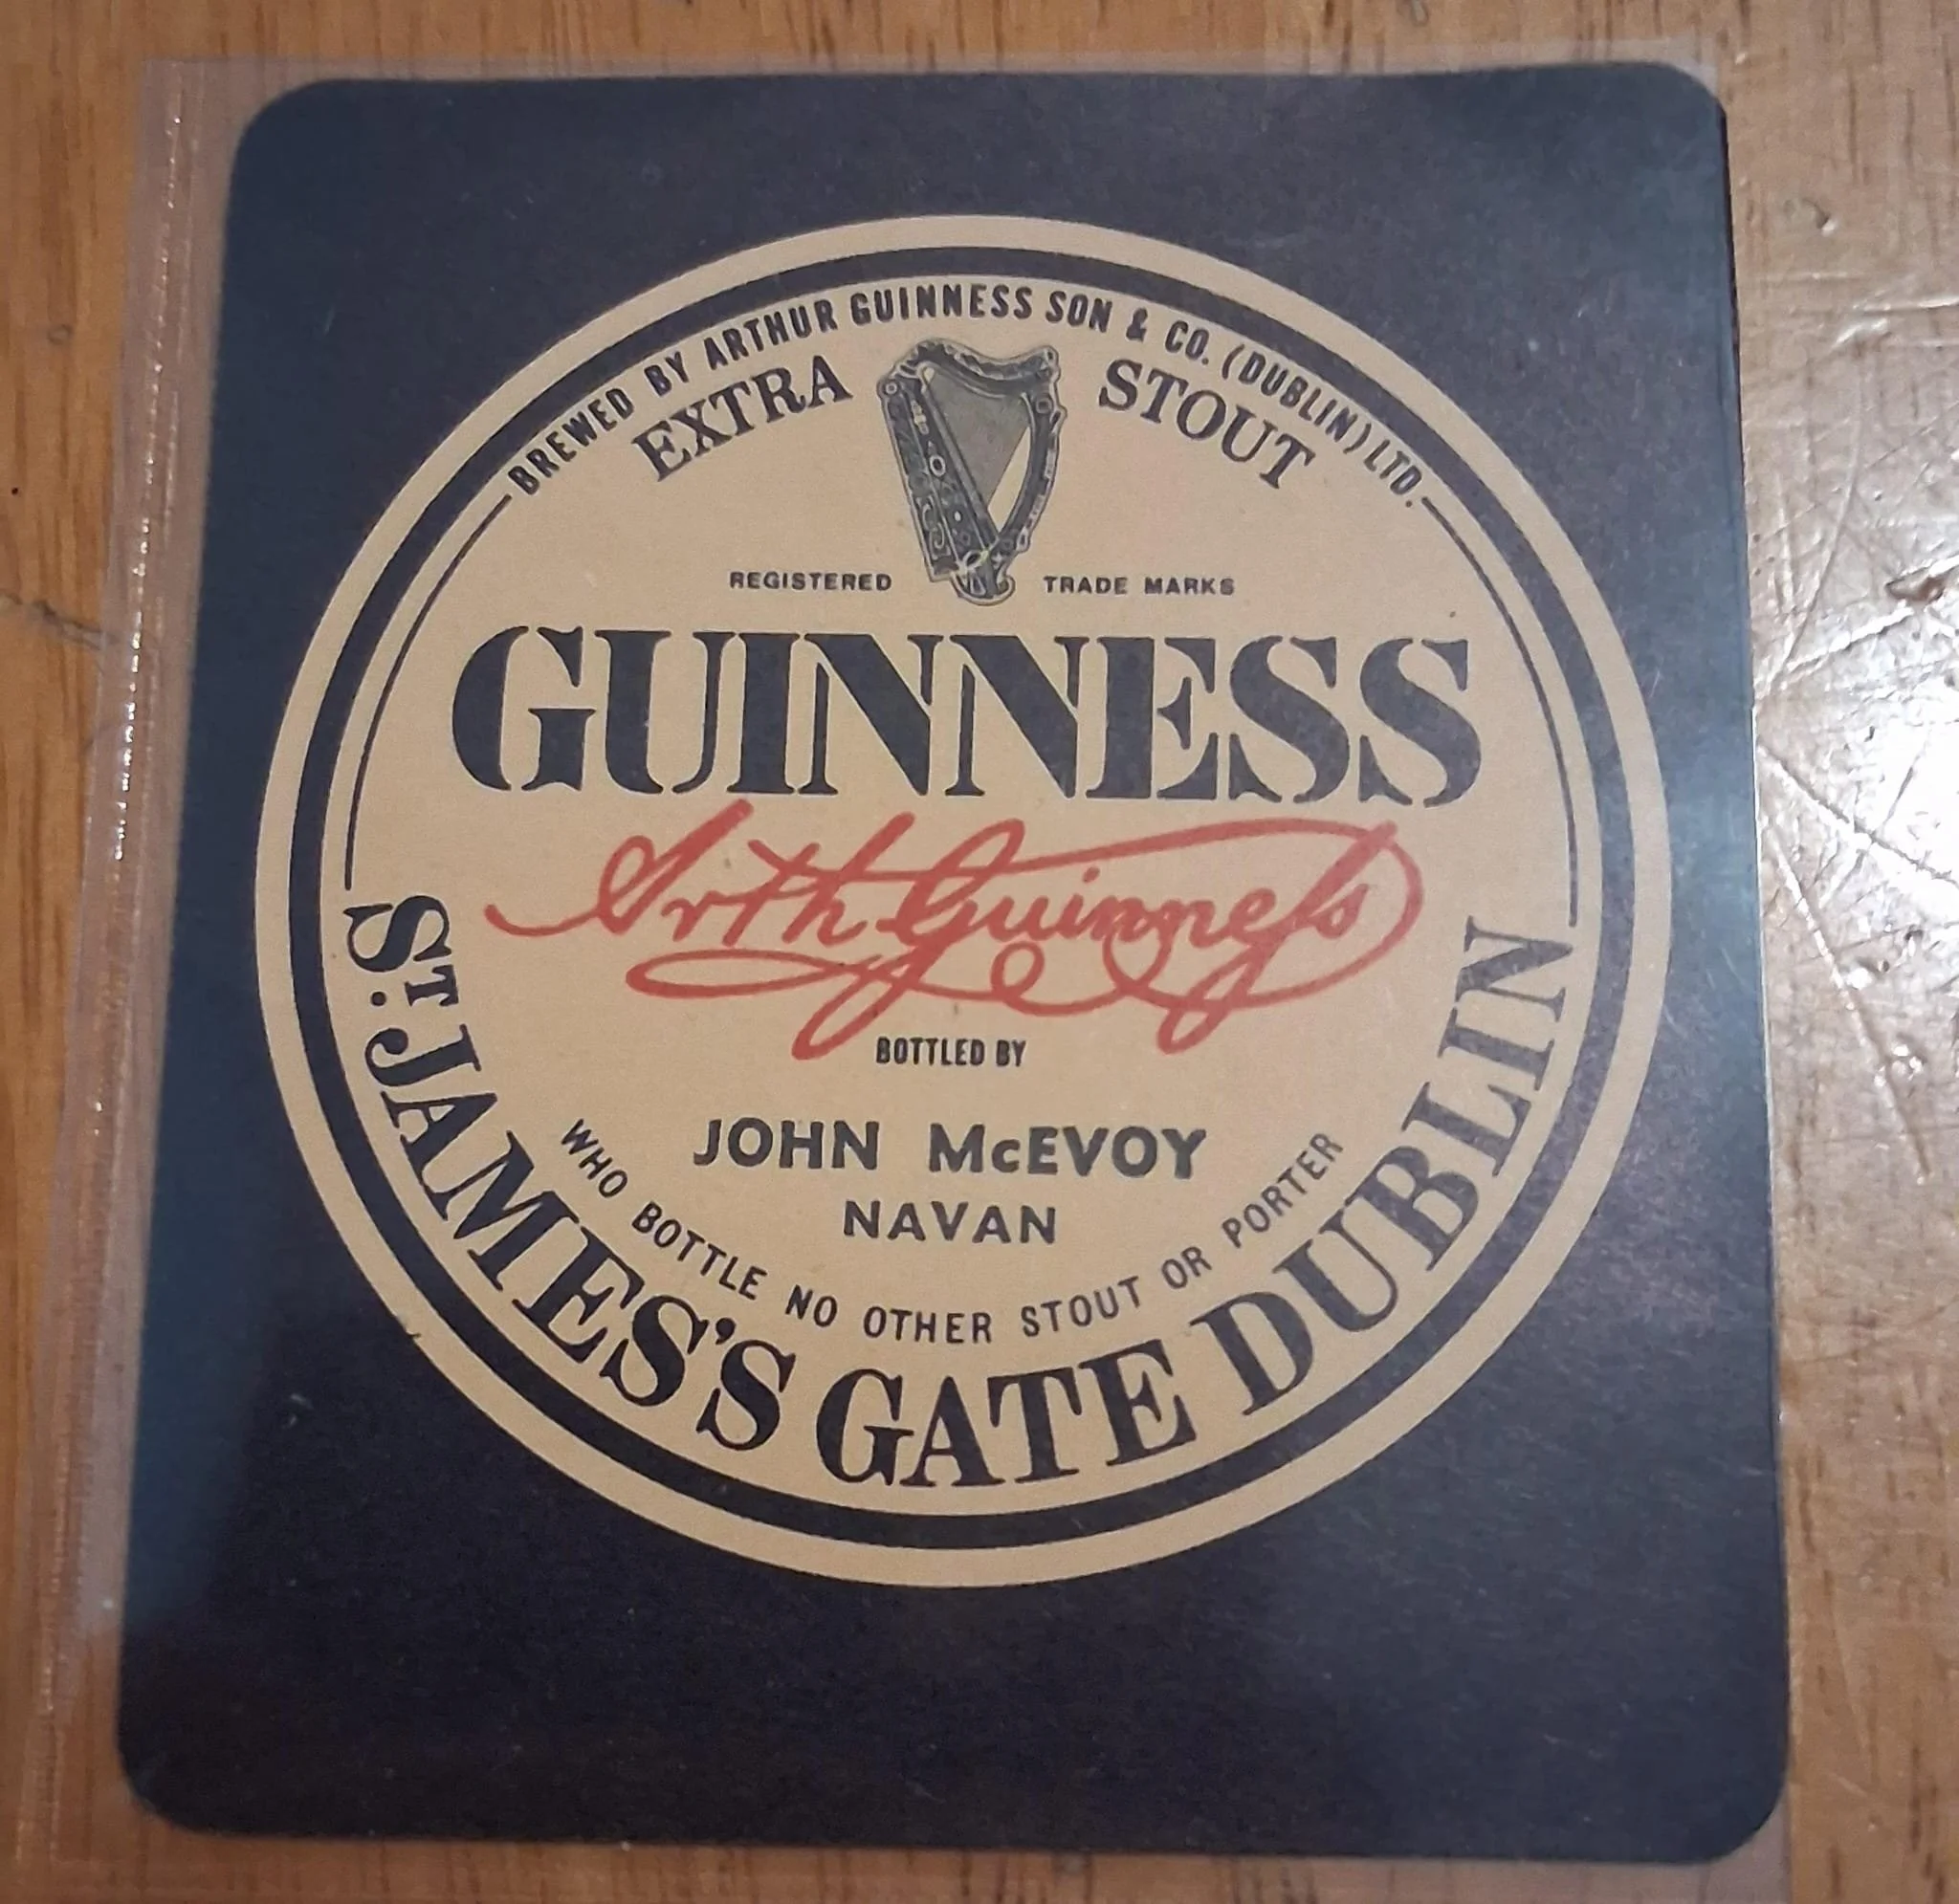 BREWED BY ARTHUR GUINNESS SON & CO. (DUBLIN) LTD.
EXTRA STOUT
REGISTERED TRADE MARKS
GUINNESS
Arth Guinness
BOTTLED BY
JOHN McEVOY
NAVAN
WHO BOTTLE NO OTHER STOUT OR PORTER
ST. JAMES'S GATE DUBLIN